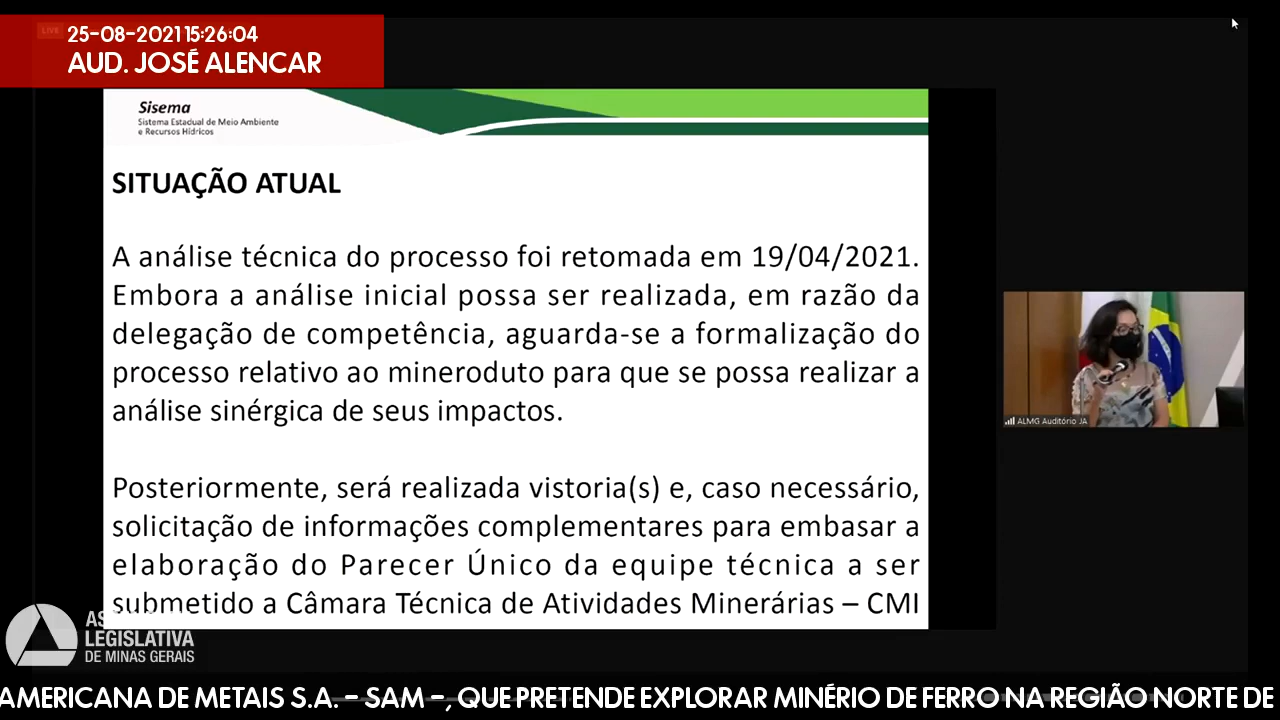 LIVE
25-08-2021 15:26:04
AUD. JOSÉ ALENCAR
Sisema
Sistema Estadual de Meio Ambiente
e Recursos Hídricos
SITUAÇÃO ATUAL
A análise técnica do processo foi retomada em 19/04/2021.
Embora a análise inicial possa ser realizada, em razão da
delegação de competência, aguarda-se a formalização do
processo relativo ao mineroduto para que se possa realizar a
análise sinérgica de seus impactos.
Posteriormente, será realizada vistoria(s) e, caso necessário,
solicitação de informações complementares para embasar a
elaboração do Parecer Único da equipe técnica a ser
submetido a Câmara Técnica de Atividades Minerárias – CMI
ALMG Auditório JA
LEGISLATIVA
DE MINAS GERAIS
AMERICANA DE METAIS S.A. - SAM -, QUE PRETENDE EXPLORAR MINÉRIO DE FERRO NA REGIÃO NORTE DE